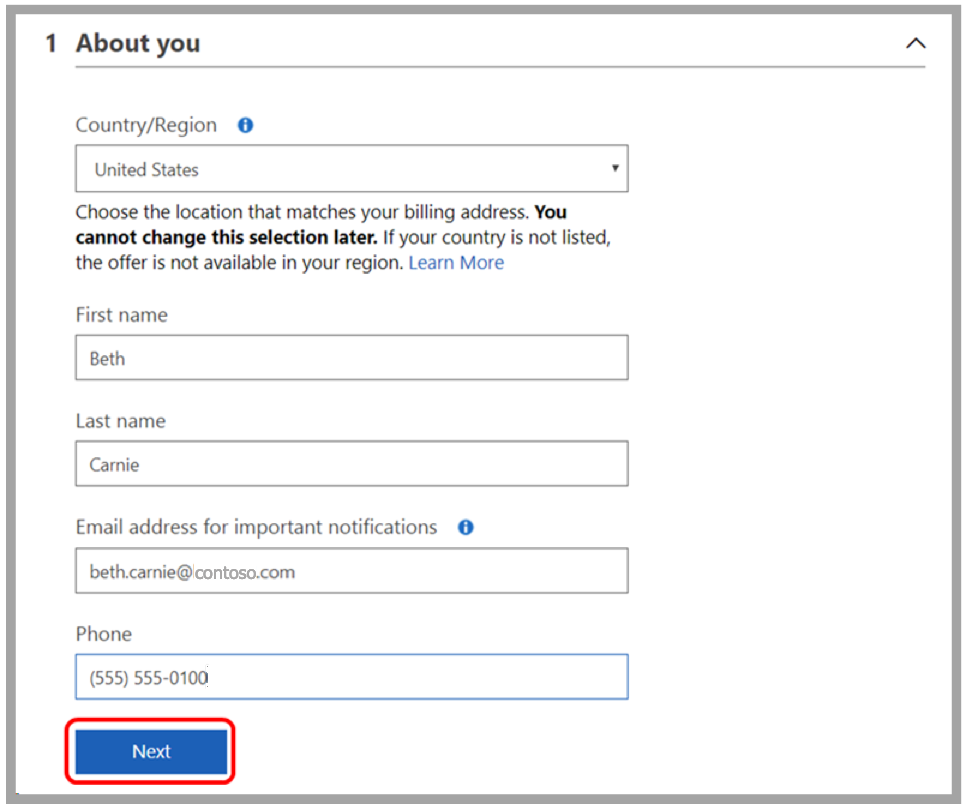 1 About you
Country/Region
United States
Choose the location that matches your billing address. You
cannot change this selection later. If your country is not listed,
the offer is not available in your region. Learn More
First name
Beth
Last name
Carnie
Email address for important notifications
beth.carnie@contoso.com
Phone
(555) 555-0100
Next